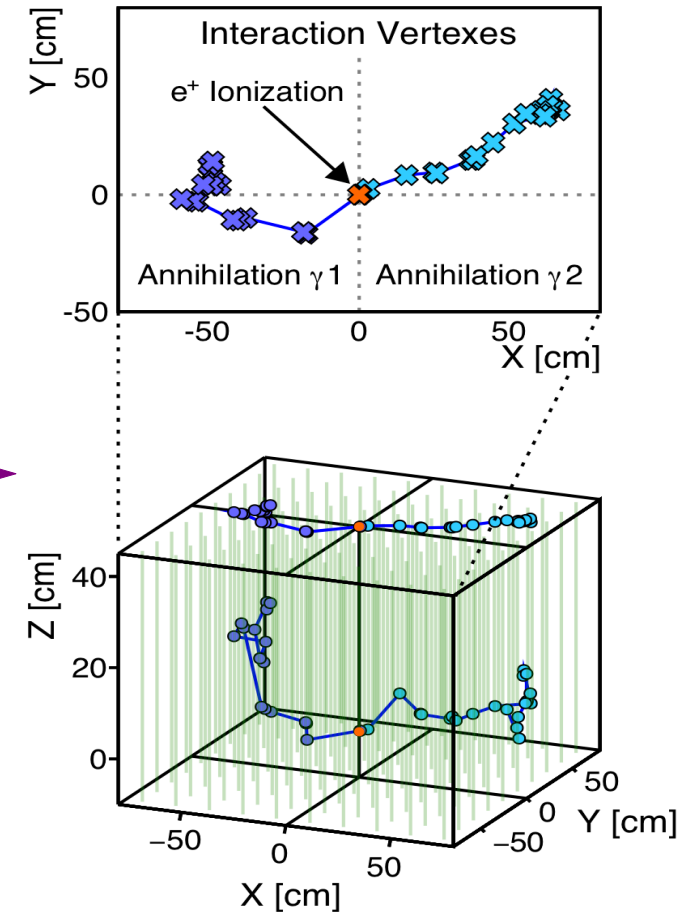 Y [cm]
50
0
-50
Interaction Vertexes
e⁺ Ionization
Annihilation γ1
Annihilation γ2
-50
0
50
X [cm]
Z [cm]
40
20
0
−50
0
50
X [cm]
50
0
−50
Y [cm]